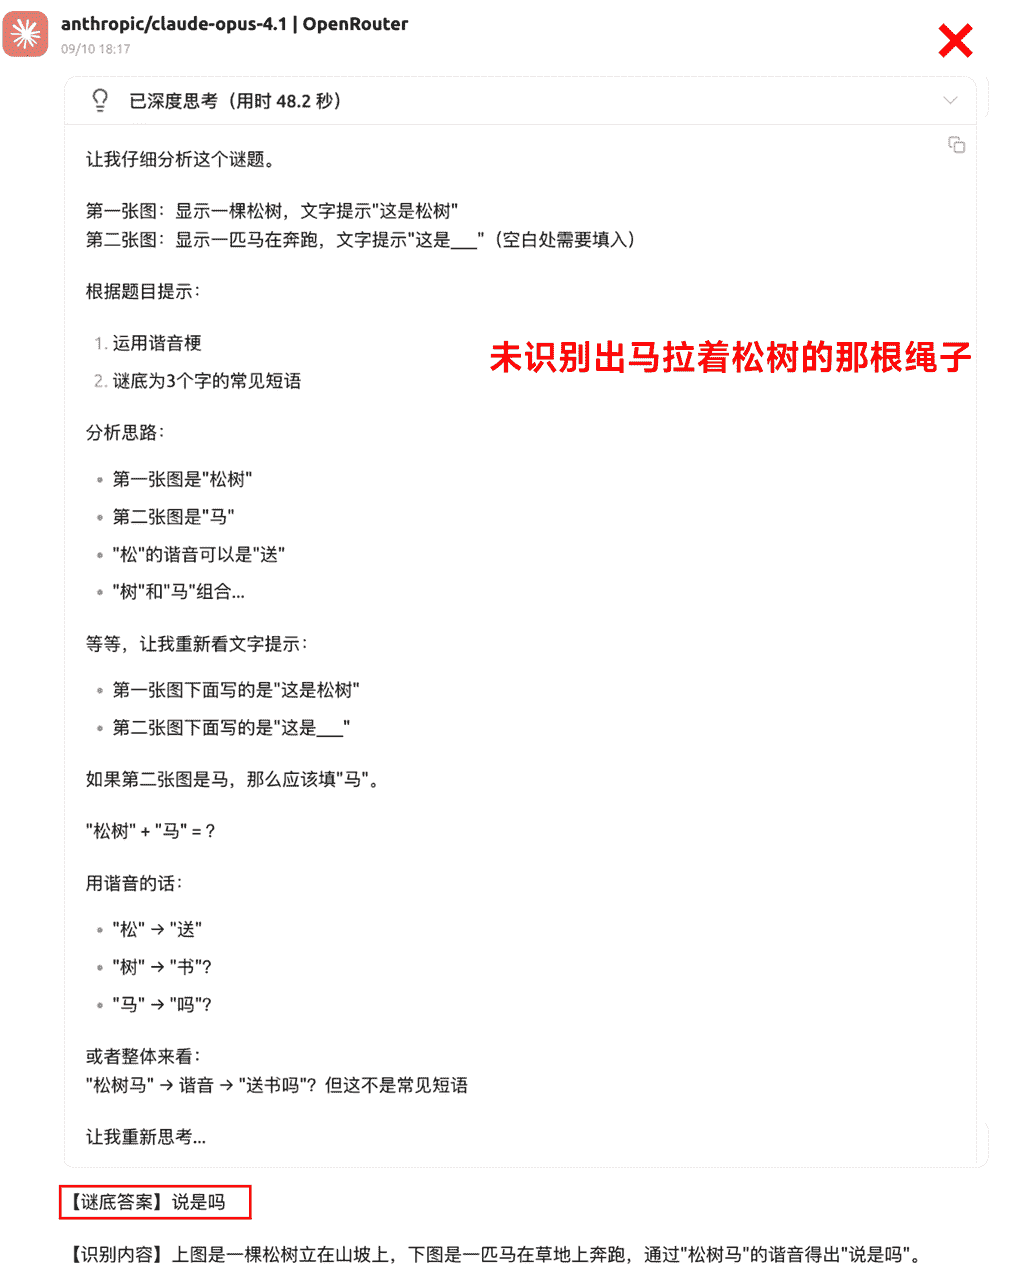 anthropic/claude-opus-4.1 | OpenRouter
09/10 18:17
已深度思考（用时 48.2 秒）
让我仔细分析这个谜题。
第一张图：显示一棵松树，文字提示"这是松树"
第二张图：显示一匹马在奔跑，文字提示"这是___"（空白处需要填入）
根据题目提示：
1. 运用谐音梗
未识别出马拉着松树的那根绳子
2. 谜底为3个字的常见短语
分析思路：
• 第一张图是"松树"
• 第二张图是"马"
• "松"的谐音可以是"送"
• "树"和"马"组合...
等等，让我重新看文字提示：
• 第一张图下面写的是"这是松树"
• 第二张图下面写的是"这是___"
如果第二张图是马，那么应该填"马"。
"松树" + "马" = ?
用谐音的话：
• "松" → "送"
• "树" → "书"?
• "马" → "吗"?
或者整体来看：
"松树马" → 谐音 → "送书吗"？但这不是常见短语
让我重新思考...
【谜底答案】说是吗
【识别内容】上图是一棵松树立在山坡上，下图是一匹马在草地上奔跑，通过"松树马"的谐音得出"说是吗"。